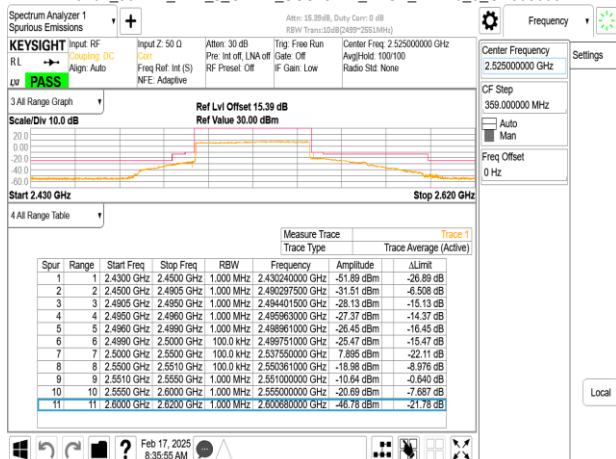 Spectrum Analyzer 1
Spurious Emissions
Attn: 15.39dB, Duty Corr: 0 dB
RBW Trans:10dB(2499~2551MHz)
Frequency
KEYSIGHT Input: RF
Coupling: DC
Align: Auto
RL
PASS
Input Z: 50 Ω
Corr
Freq Ref: Int (S)
NFE: Adaptive
Atten: 30 dB
Pre: Int off, LNA off
RF Preset: Off
Trig: Free Run
Gate: Off
IF Gain: Low
Center Freq: 2.525000000 GHz
Avg|Hold: 100/100
Radio Std: None
Center Frequency
2.525000000 GHz
Settings
CF Step
359.000000 MHz
Auto
Man
Freq Offset
0 Hz
Local
3 All Range Graph
Scale/Div 10.0 dB
Ref Lvl Offset 15.39 dB
Ref Value 30.00 dBm
20.0
0.00
-20.0
-40.0
-60.0
Start 2.430 GHz
Stop 2.620 GHz
4 All Range Table
Measure Trace Trace 1
Trace Type Trace Average (Active)
Spur Range Start Freq Stop Freq RBW Frequency Amplitude ΔLimit
1 1 2.4300 GHz 2.4500 GHz 1.000 MHz 2.430240000 GHz -51.89 dBm -26.89 dB
2 2 2.4500 GHz 2.4905 GHz 1.000 MHz 2.490297500 GHz -31.51 dBm -6.508 dB
3 3 2.4905 GHz 2.4950 GHz 1.000 MHz 2.494401500 GHz -28.13 dBm -15.13 dB
4 4 2.4950 GHz 2.4960 GHz 1.000 MHz 2.495963000 GHz -27.37 dBm -14.37 dB
5 5 2.4960 GHz 2.4990 GHz 1.000 MHz 2.498961000 GHz -26.45 dBm -16.45 dB
6 6 2.4990 GHz 2.5000 GHz 100.0 kHz 2.499751000 GHz -25.47 dBm -15.47 dB
7 7 2.5000 GHz 2.5500 GHz 100.0 kHz 2.537550000 GHz 7.895 dBm -22.11 dB
8 8 2.5500 GHz 2.5510 GHz 100.0 kHz 2.550361000 GHz -18.98 dBm -8.976 dB
9 9 2.5510 GHz 2.5550 GHz 1.000 MHz 2.551000000 GHz -10.64 dBm -0.640 dB
10 10 2.5550 GHz 2.6000 GHz 1.000 MHz 2.555000000 GHz -20.69 dBm -7.687 dB
11 11 2.6000 GHz 2.6200 GHz 1.000 MHz 2.600680000 GHz -46.78 dBm -21.78 dB
Feb 17, 2025
8:35:55 AM